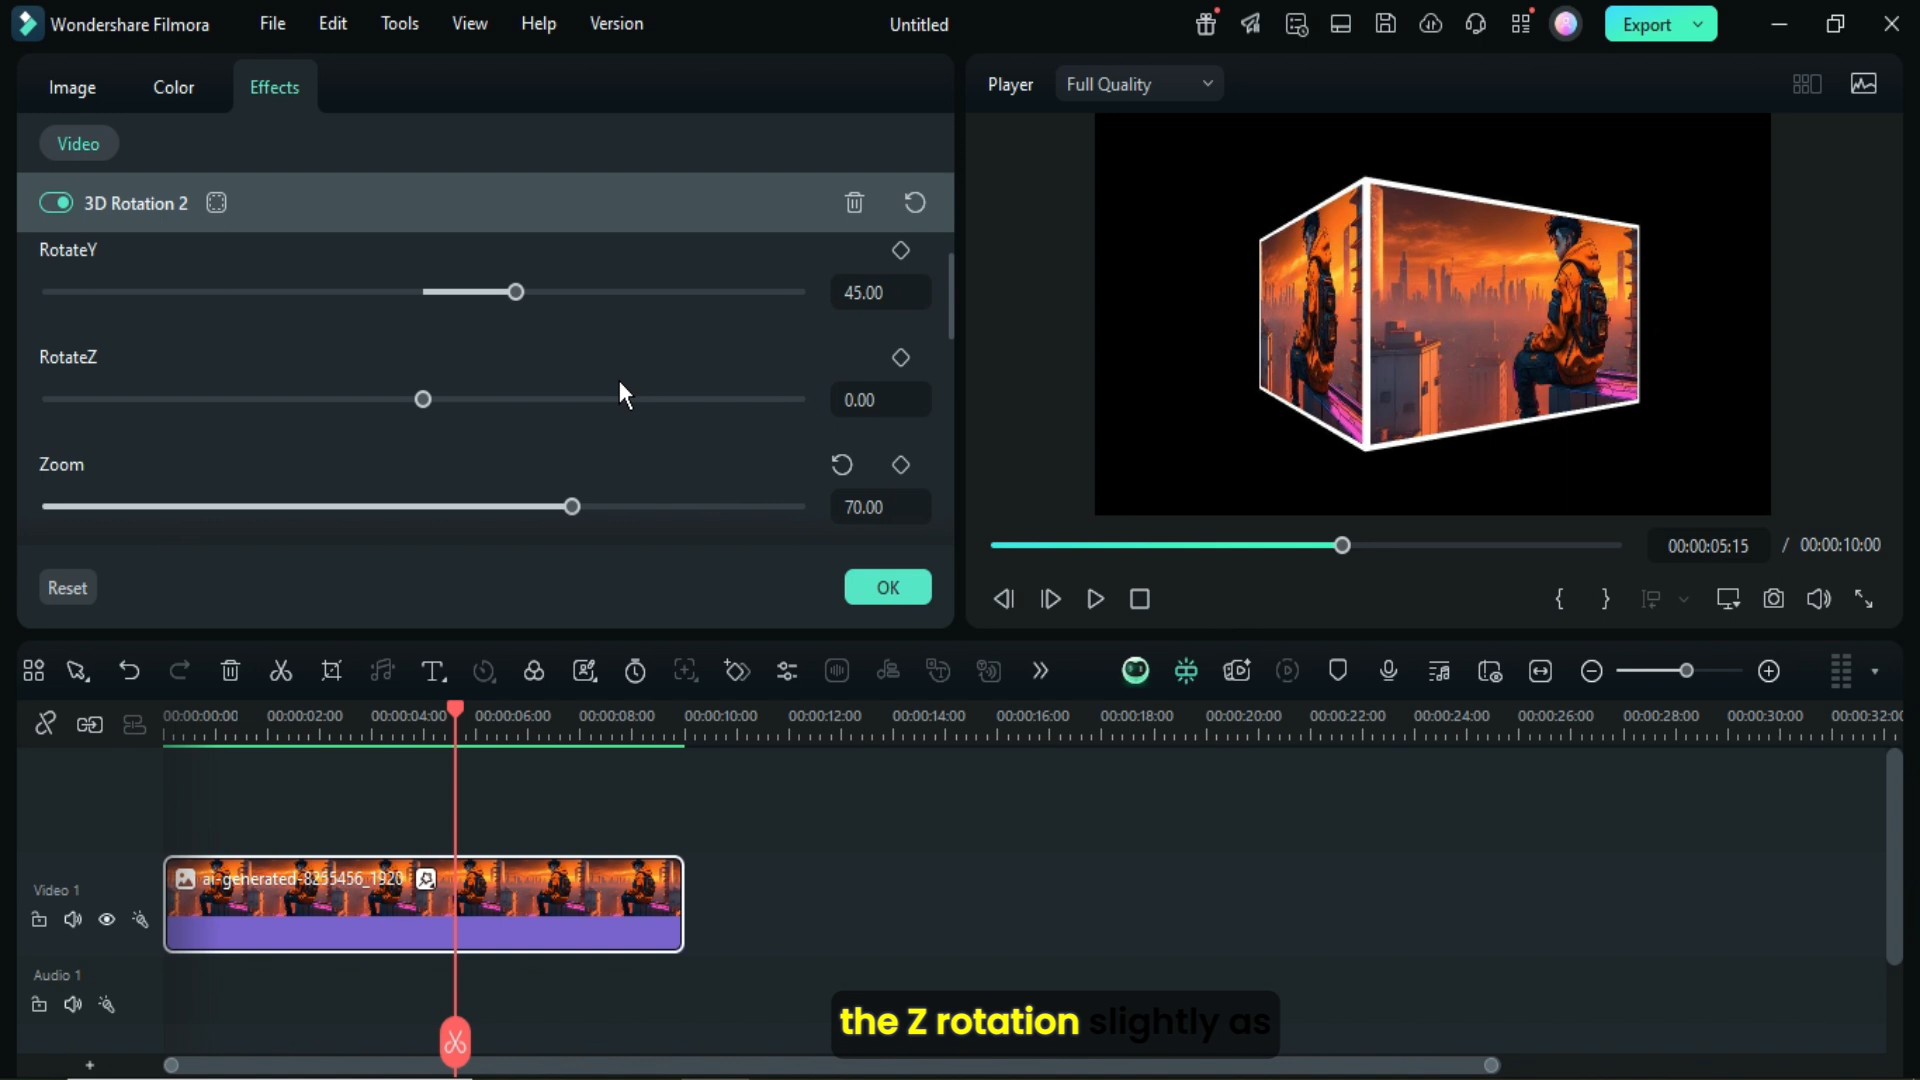 Wondershare Filmora
File
Edit
Tools
View
Help
Version
Untitled
Export
Image
Color
Effects
Player
Full Quality
Video
3D Rotation 2
RotateY
45.00
RotateZ
0.00
Zoom
70.00
Reset
OK
00:00:05:15
/
00:00:10:00
00:00:00:00
00:00:02:00
00:00:04:00
00:00:06:00
00:00:08:00
00:00:10:00
00:00:12:00
00:00:14:00
00:00:16:00
00:00:18:00
00:00:20:00
00:00:22:00
00:00:24:00
00:00:26:00
00:00:28:00
00:00:30:00
00:00:32:00
ai-generated-8255456_1920
Video 1
Audio 1
the Z rotation slightly as